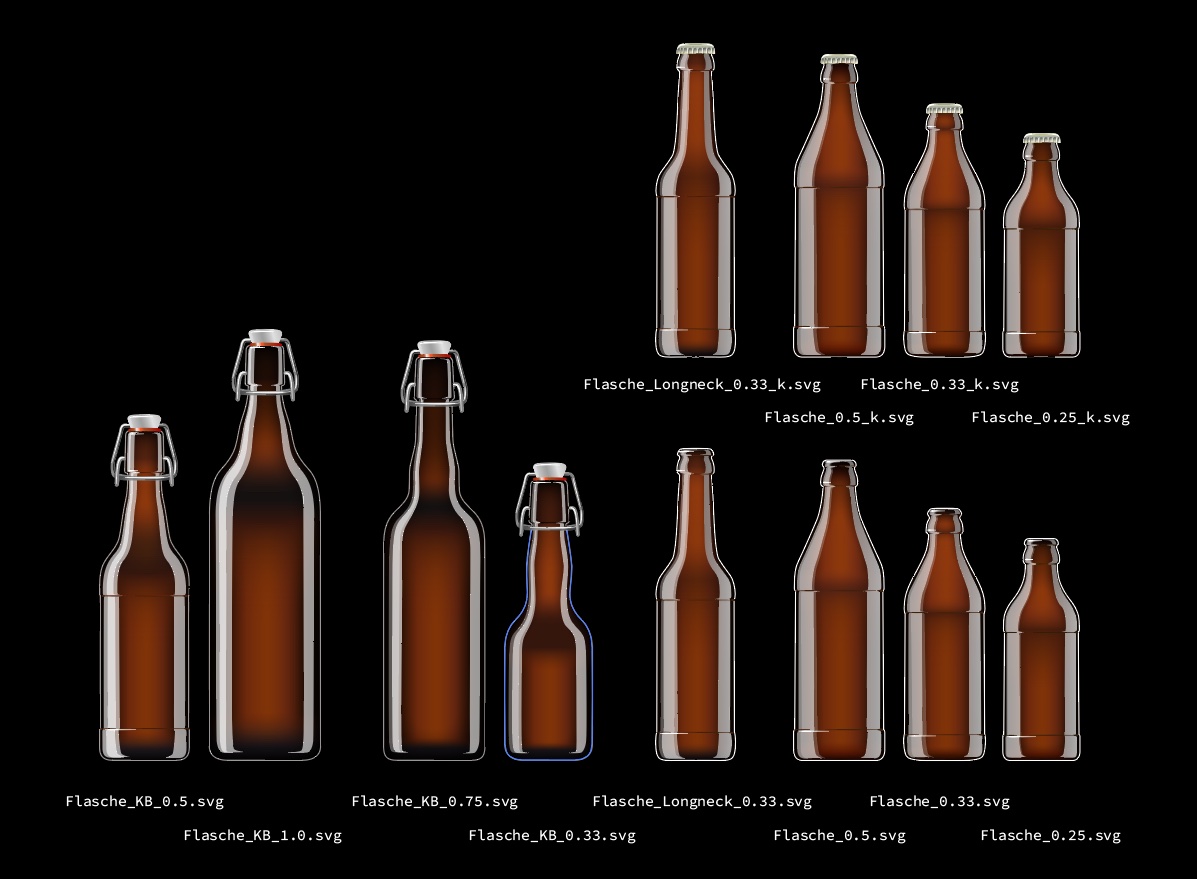 Flasche_Longneck_0.33_k.svg
Flasche_0.33_k.svg
Flasche_0.5_k.svg
Flasche_0.25_k.svg
Flasche_KB_0.5.svg
Flasche_KB_0.75.svg
Flasche_Longneck_0.33.svg
Flasche_0.33.svg
Flasche_KB_1.0.svg
Flasche_KB_0.33.svg
Flasche_0.5.svg
Flasche_0.25.svg